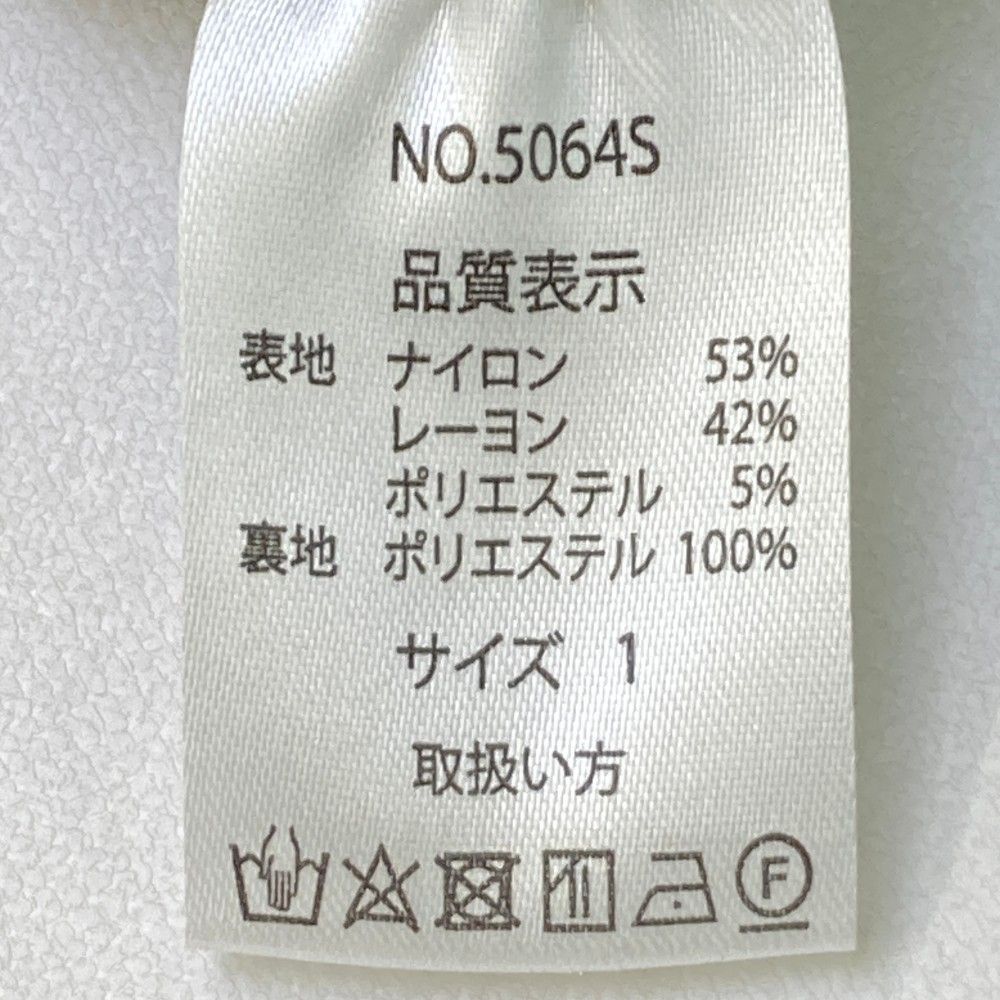 NO.5064S
品質表示
表地 ナイロン 53%
レーヨン 42%
ポリエステル 5%
裏地 ポリエステル 100%
サイズ 1
取扱い方
F